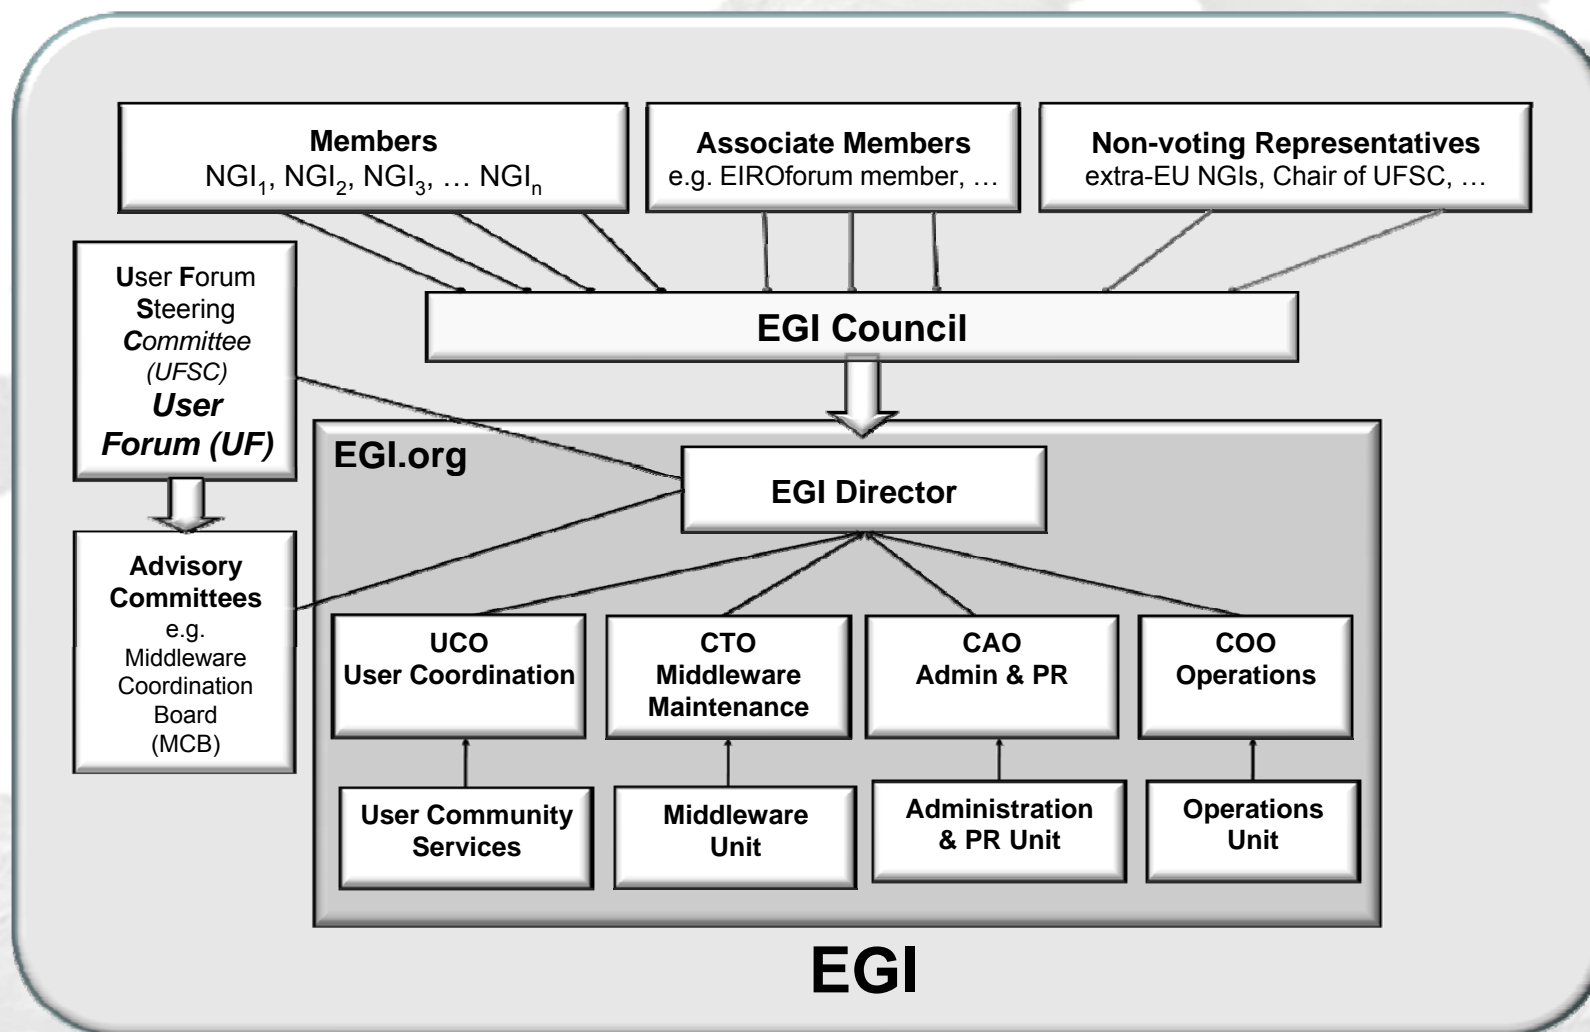 Members
NGI₁, NGI₂, NGI₃, … NGIₙ
Associate Members
e.g. EIROforum member, …
Non-voting Representatives
extra-EU NGIs, Chair of UFSC, …
User Forum
Steering
Committee
(UFSC)
User
Forum (UF)
EGI Council
EGI.org
EGI Director
Advisory
Committees
e.g.
Middleware
Coordination
Board
(MCB)
UCO
User Coordination
CTO
Middleware
Maintenance
CAO
Admin & PR
COO
Operations
User Community
Services
Middleware
Unit
Administration
& PR Unit
Operations
Unit
EGI